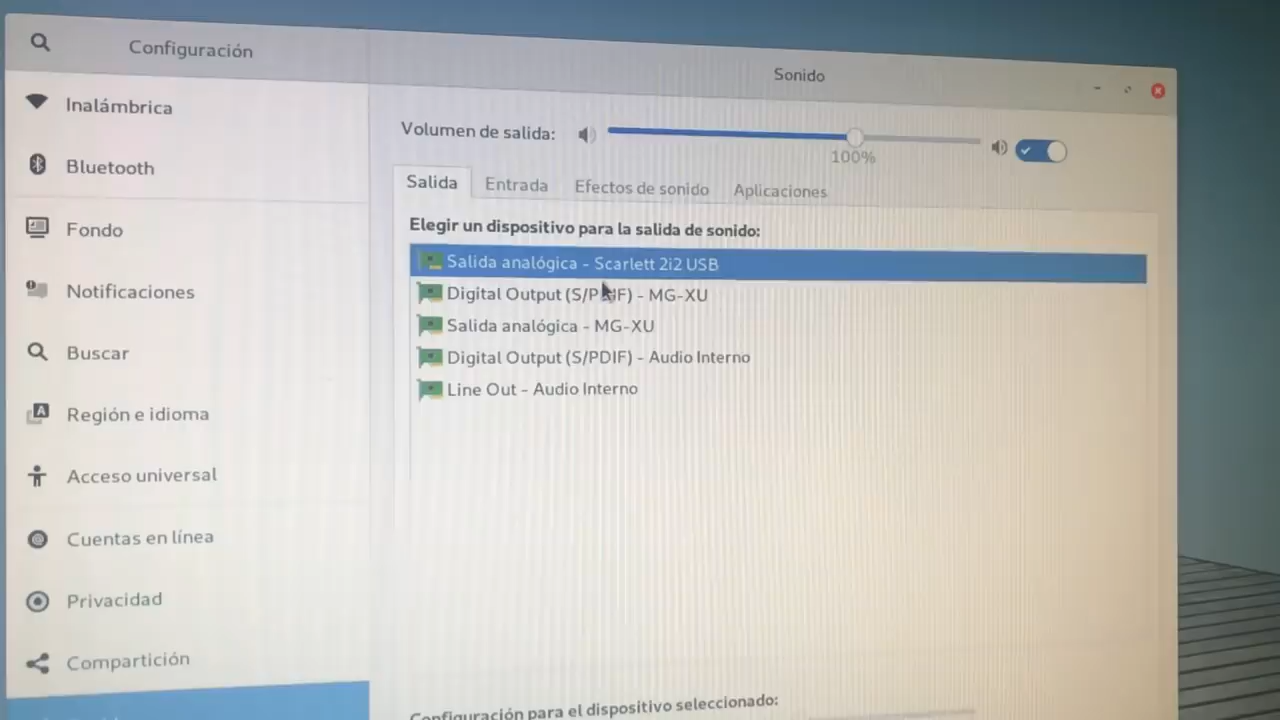 Configuración
Sonido
Inalámbrica
Bluetooth
Fondo
Notificaciones
Buscar
Región e idioma
Acceso universal
Cuentas en línea
Privacidad
Compartición
Volumen de salida:
100%
Salida
Entrada
Efectos de sonido
Aplicaciones
Elegir un dispositivo para la salida de sonido:
Salida analógica - Scarlett 2i2 USB
Digital Output (S/PDIF) - MG-XU
Salida analógica - MG-XU
Digital Output (S/PDIF) - Audio Interno
Line Out - Audio Interno
Configuración para el dispositivo seleccionado: